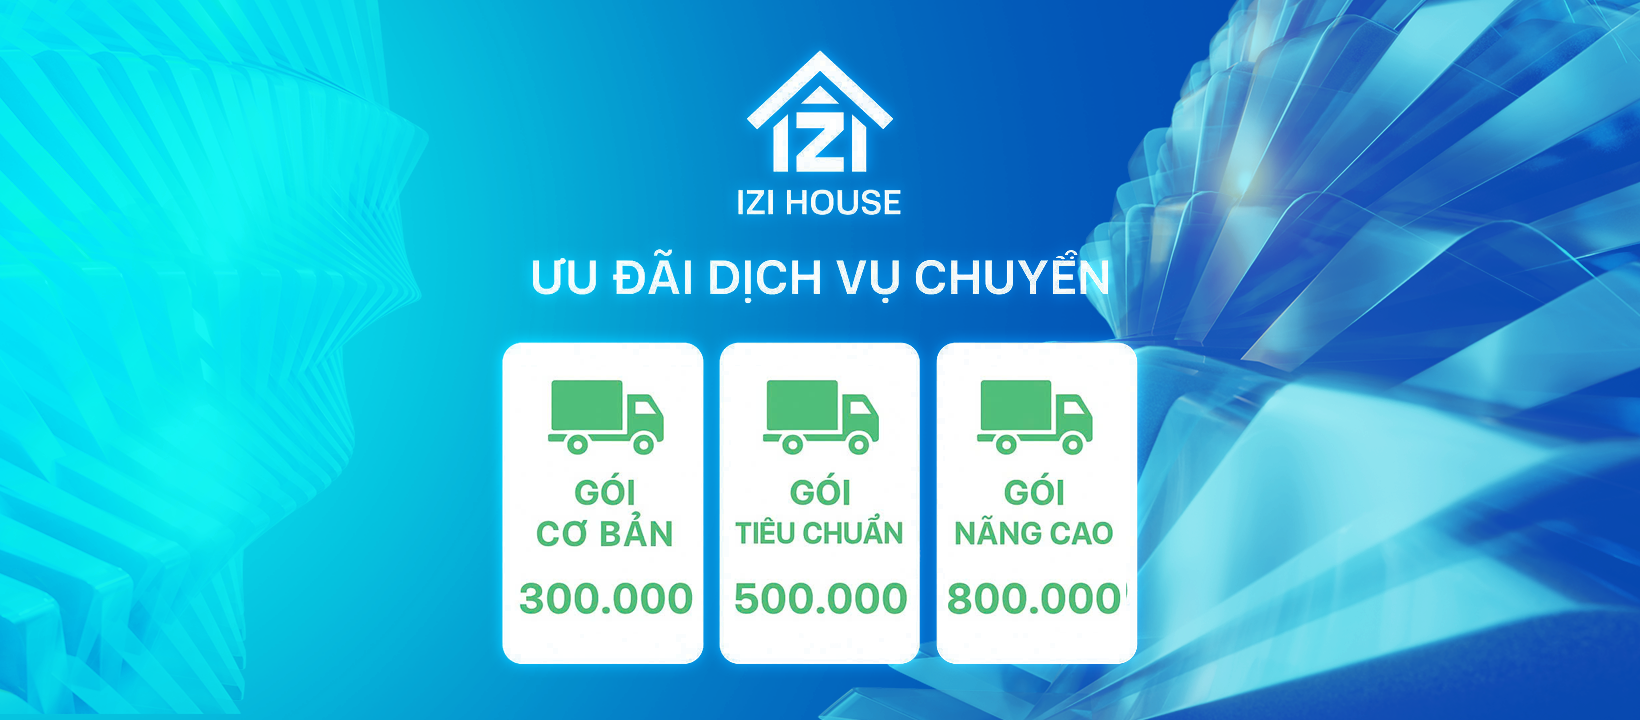 IZI
IZI HOUSE
ƯU ĐÃI DỊCH VỤ CHUYỂN
GÓI
CƠ BẢN
300.000
GÓI
TIÊU CHUẨN
500.000
GÓI
NÃNG CAO
800.000